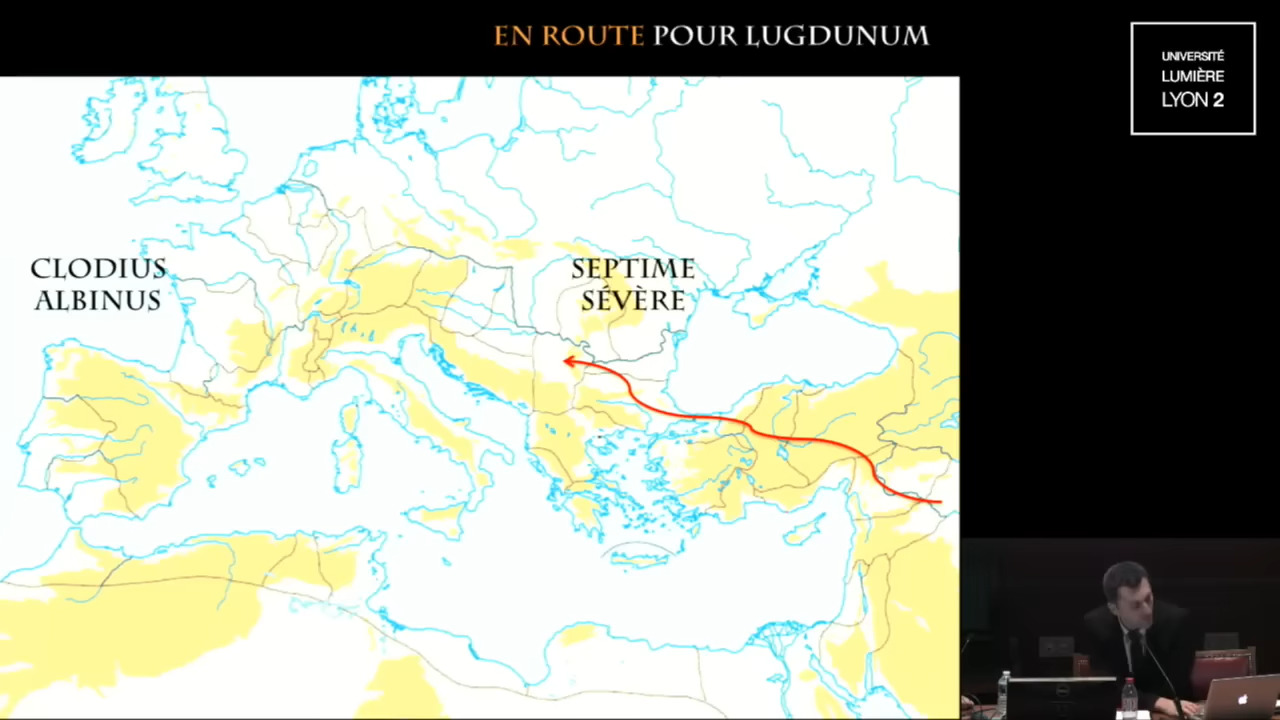 EN ROUTE POUR LUGDUNUM
UNIVERSITÉ
LUMIÈRE
LYON 2
CLODIUS
ALBINUS
SEPTIME
SÉVÈRE